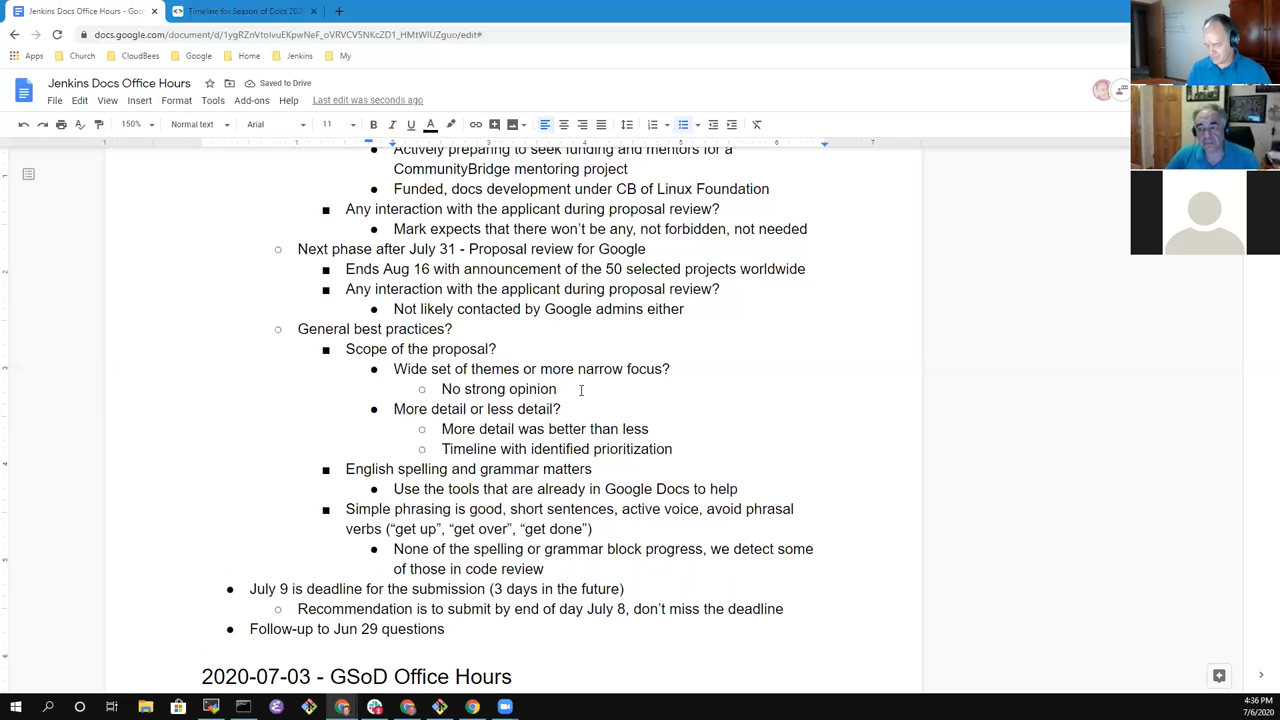 Jenkins Docs Office Hours - Goo
Timeline for Season of Docs 202
docs.google.com/document/d/1ygRZnVtoIvuEKpwNeF_oVRVCV5NKcZD1_HMtWIUZguo/edit#
Apps
Church
CloudBees
Google
Home
Jenkins
My
Jenkins Docs Office Hours
Saved to Drive
File Edit View Insert Format Tools Add-ons Help Last edit was seconds ago
150% Normal text Arial 11 B I U A
Actively preparing to seek funding and mentors for a
CommunityBridge mentoring project
Funded, docs development under CB of Linux Foundation
Any interaction with the applicant during proposal review?
Mark expects that there won't be any, not forbidden, not needed
Next phase after July 31 - Proposal review for Google
Ends Aug 16 with announcement of the 50 selected projects worldwide
Any interaction with the applicant during proposal review?
Not likely contacted by Google admins either
General best practices?
Scope of the proposal?
Wide set of themes or more narrow focus?
No strong opinion
More detail or less detail?
More detail was better than less
Timeline with identified prioritization
English spelling and grammar matters
Use the tools that are already in Google Docs to help
Simple phrasing is good, short sentences, active voice, avoid phrasal
verbs ("get up", "get over", "get done")
None of the spelling or grammar block progress, we detect some
of those in code review
July 9 is deadline for the submission (3 days in the future)
Recommendation is to submit by end of day July 8, don't miss the deadline
Follow-up to Jun 29 questions
2020-07-03 - GSoD Office Hours
4:36 PM
7/6/2020